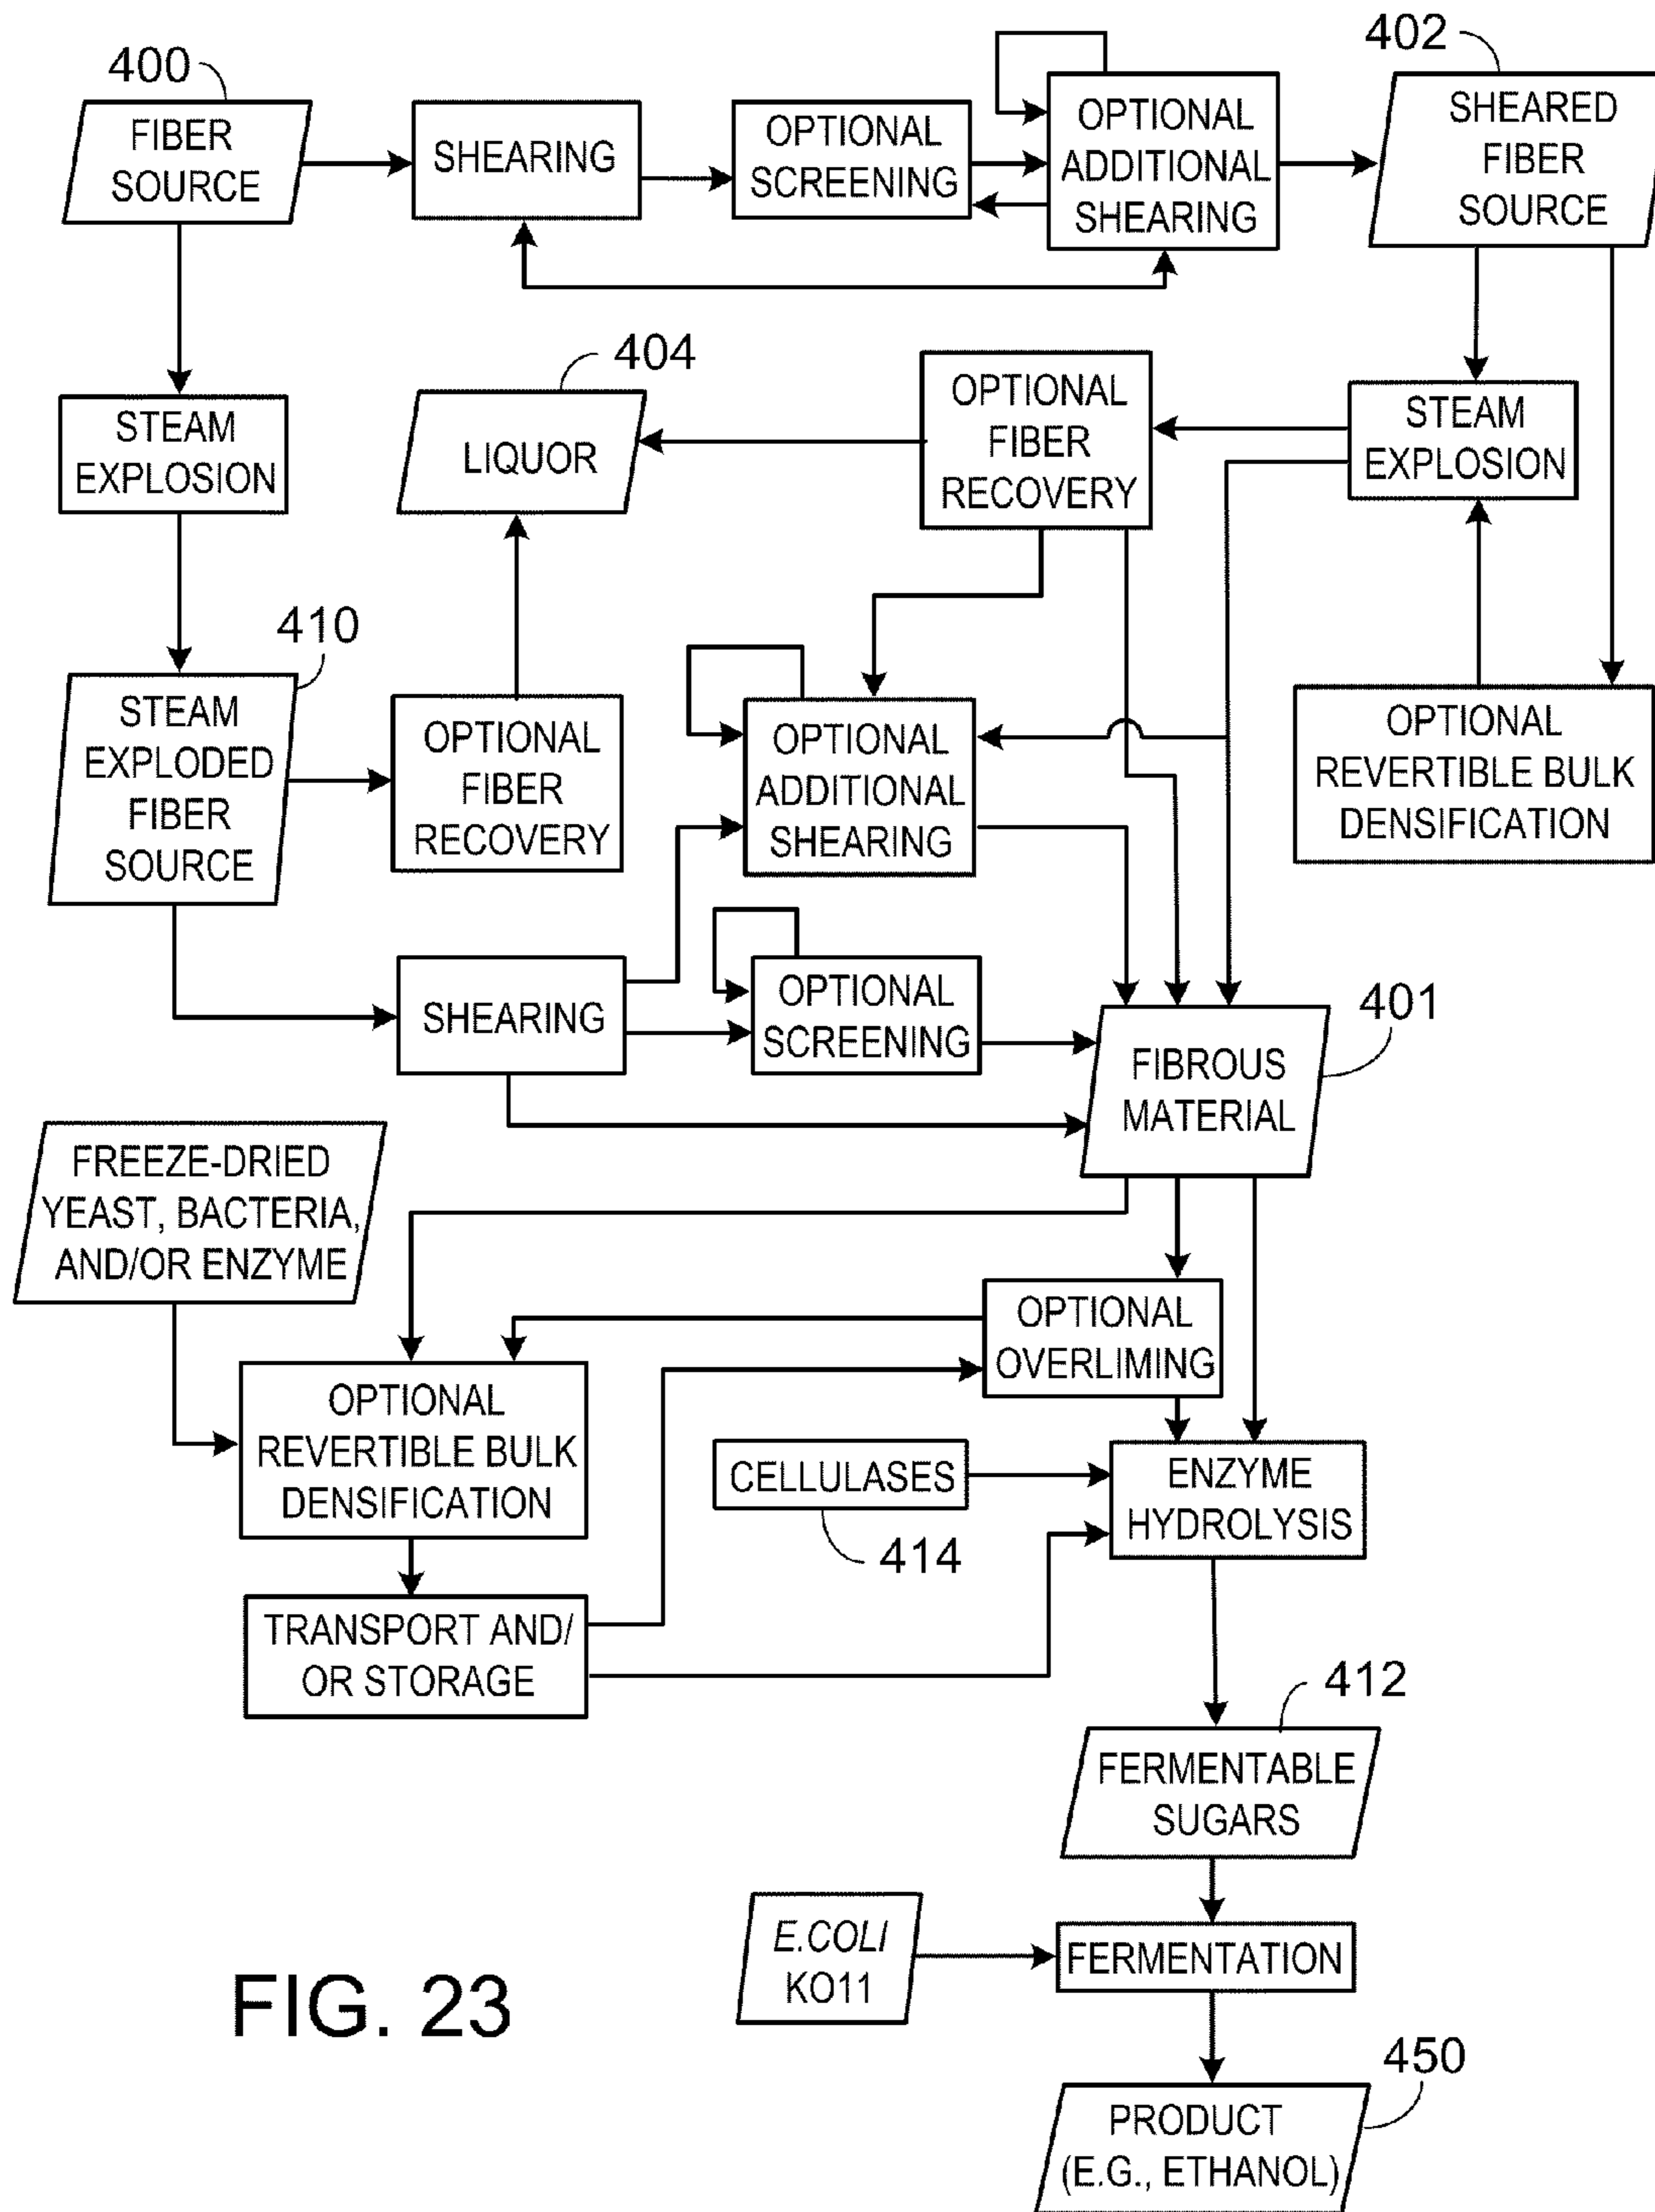 400
FIBER
SOURCE
SHEARING
OPTIONAL
SCREENING
OPTIONAL
ADDITIONAL
SHEARING
402
SHEARED
FIBER
SOURCE
STEAM
EXPLOSION
404
LIQUOR
OPTIONAL
FIBER
RECOVERY
STEAM
EXPLOSION
410
STEAM
EXPLODED
FIBER
SOURCE
OPTIONAL
FIBER
RECOVERY
OPTIONAL
ADDITIONAL
SHEARING
OPTIONAL
REVERTIBLE BULK
DENSIFICATION
SHEARING
OPTIONAL
SCREENING
401
FIBROUS
MATERIAL
FREEZE-DRIED
YEAST, BACTERIA,
AND/OR ENZYME
OPTIONAL
OVERLIMING
OPTIONAL
REVERTIBLE BULK
DENSIFICATION
CELLULASES
414
ENZYME
HYDROLYSIS
TRANSPORT AND/
OR STORAGE
412
FERMENTABLE
SUGARS
E.COLI
KO11
FERMENTATION
FIG. 23
450
PRODUCT
(E.G., ETHANOL)